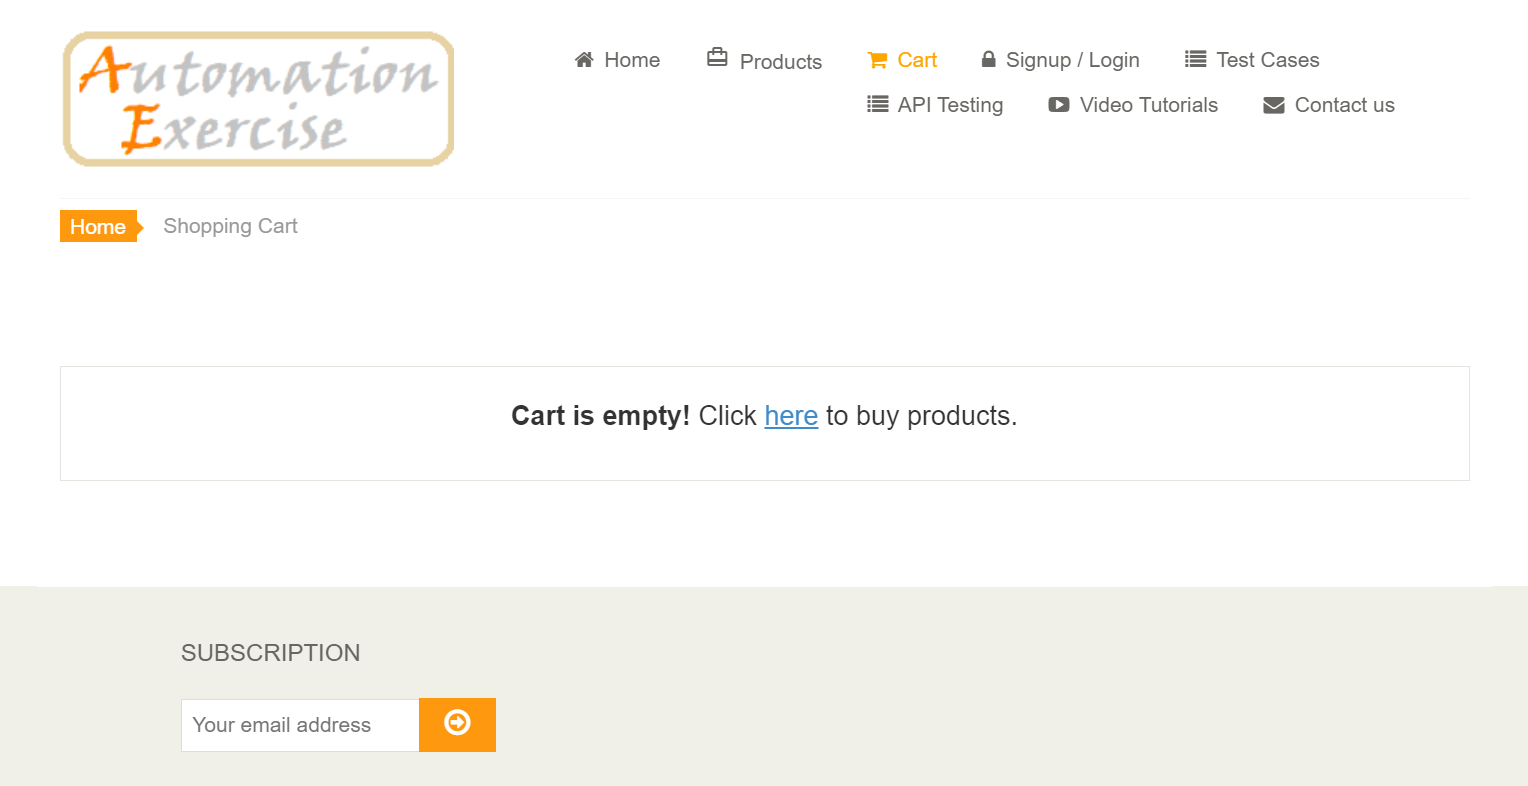 Automation
Exercise
Home Products Cart Signup / Login Test Cases
API Testing Video Tutorials Contact us
Home Shopping Cart
Cart is empty! Click here to buy products.
SUBSCRIPTION
Your email address